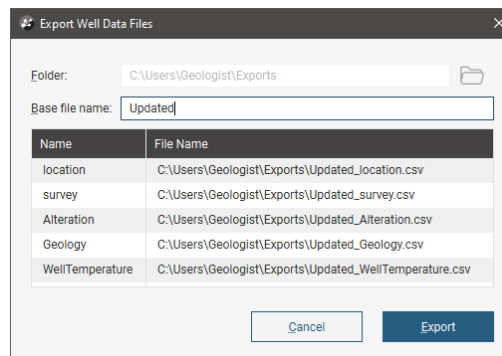 Export Well Data Files
Folder: C:\Users\Geologist\Exports
Base file name: Updated
Name File Name
location C:\Users\Geologist\Exports\Updated_location.csv
survey C:\Users\Geologist\Exports\Updated_survey.csv
Alteration C:\Users\Geologist\Exports\Updated_Alteration.csv
Geology C:\Users\Geologist\Exports\Updated_Geology.csv
WellTemperature C:\Users\Geologist\Exports\Updated_WellTemperature.csv
Cancel Export